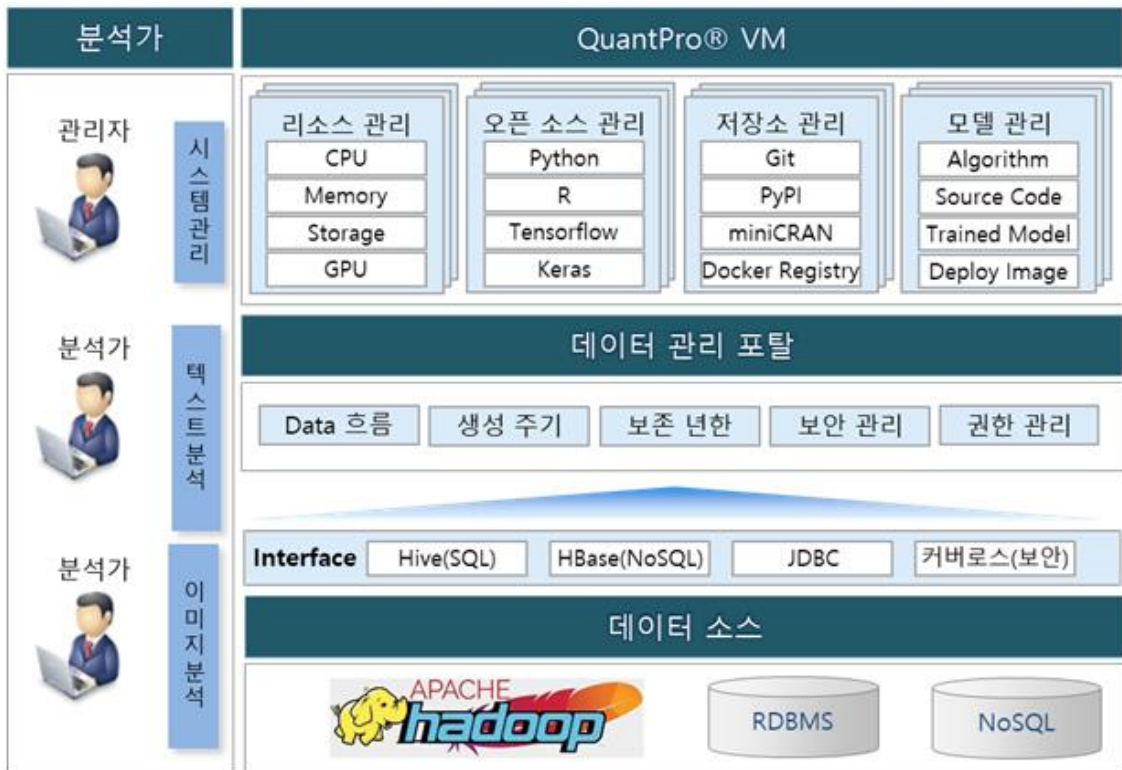 분석가
관리자
시스템관리
분석가
텍스트분석
분석가
이미지분석
QuantPro® VM
리소스 관리
CPU
Memory
Storage
GPU
오픈 소스 관리
Python
R
Tensorflow
Keras
저장소 관리
Git
PyPI
miniCRAN
Docker Registry
모델 관리
Algorithm
Source Code
Trained Model
Deploy Image
데이터 관리 포탈
Data 흐름
생성 주기
보존 년한
보안 관리
권한 관리
Interface
Hive(SQL)
HBase(NoSQL)
JDBC
커버로스(보안)
데이터 소스
APACHE
hadoop
RDBMS
NoSQL